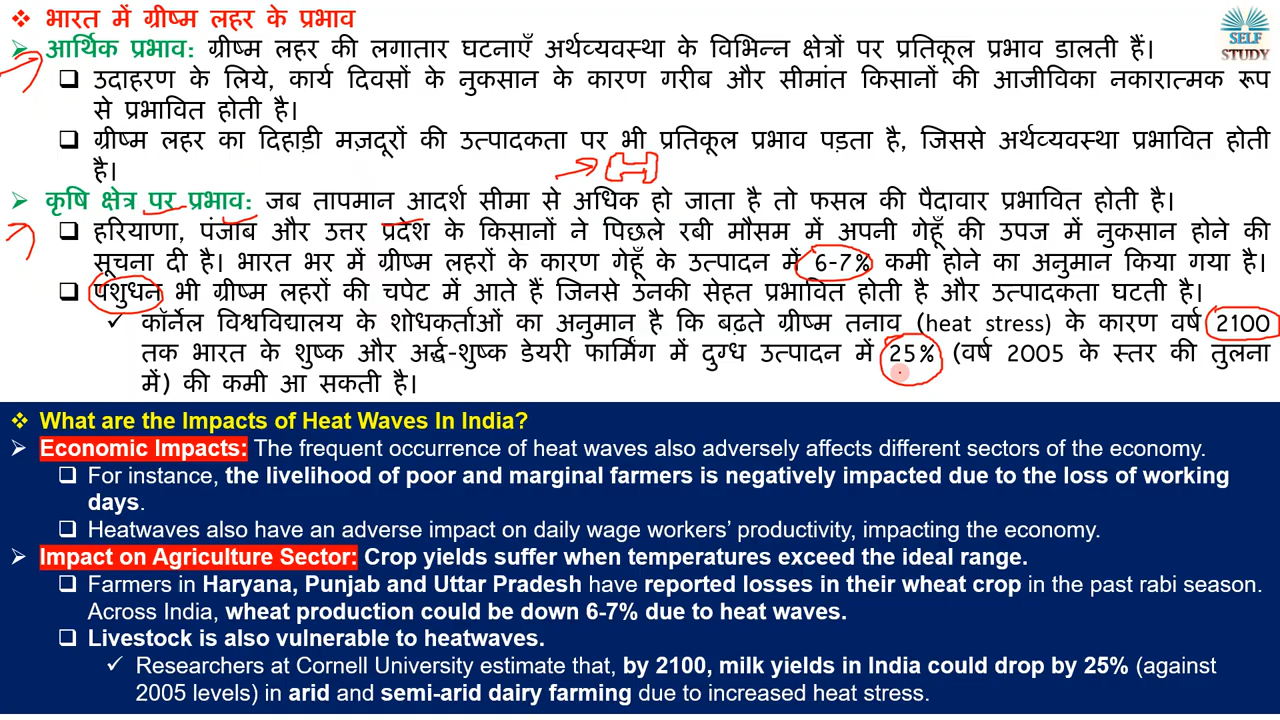 ❖ भारत में ग्रीष्म लहर के प्रभाव
SELF
STUDY
➢ आर्थिक प्रभाव: ग्रीष्म लहर की लगातार घटनाएँ अर्थव्यवस्था के विभिन्न क्षेत्रों पर प्रतिकूल प्रभाव डालती हैं।
❑ उदाहरण के लिये, कार्य दिवसों के नुकसान के कारण गरीब और सीमांत किसानों की आजीविका नकारात्मक रूप
से प्रभावित होती है।
❑ ग्रीष्म लहर का दिहाड़ी मज़दूरों की उत्पादकता पर भी प्रतिकूल प्रभाव पड़ता है, जिससे अर्थव्यवस्था प्रभावित होती
है।
➢ कृषि क्षेत्र पर प्रभाव: जब तापमान आदर्श सीमा से अधिक हो जाता है तो फसल की पैदावार प्रभावित होती है।
❑ हरियाणा, पंजाब और उत्तर प्रदेश के किसानों ने पिछले रबी मौसम में अपनी गेहूँ की उपज में नुकसान होने की
सूचना दी है। भारत भर में ग्रीष्म लहरों के कारण गेहूँ के उत्पादन में 6-7% कमी होने का अनुमान किया गया है।
❑ पशुधन भी ग्रीष्म लहरों की चपेट में आते हैं जिनसे उनकी सेहत प्रभावित होती है और उत्पादकता घटती है।
✓ कॉर्नेल विश्वविद्यालय के शोधकर्ताओं का अनुमान है कि बढ़ते ग्रीष्म तनाव (heat stress) के कारण वर्ष 2100
तक भारत के शुष्क और अर्द्ध-शुष्क डेयरी फार्मिंग में दुग्ध उत्पादन में 25% (वर्ष 2005 के स्तर की तुलना
में) की कमी आ सकती है।
❖ What are the Impacts of Heat Waves In India?
➢ Economic Impacts: The frequent occurrence of heat waves also adversely affects different sectors of the economy.
❑ For instance, the livelihood of poor and marginal farmers is negatively impacted due to the loss of working
days.
❑ Heatwaves also have an adverse impact on daily wage workers’ productivity, impacting the economy.
➢ Impact on Agriculture Sector: Crop yields suffer when temperatures exceed the ideal range.
❑ Farmers in Haryana, Punjab and Uttar Pradesh have reported losses in their wheat crop in the past rabi season.
Across India, wheat production could be down 6-7% due to heat waves.
❑ Livestock is also vulnerable to heatwaves.
✓ Researchers at Cornell University estimate that, by 2100, milk yields in India could drop by 25% (against
2005 levels) in arid and semi-arid dairy farming due to increased heat stress.